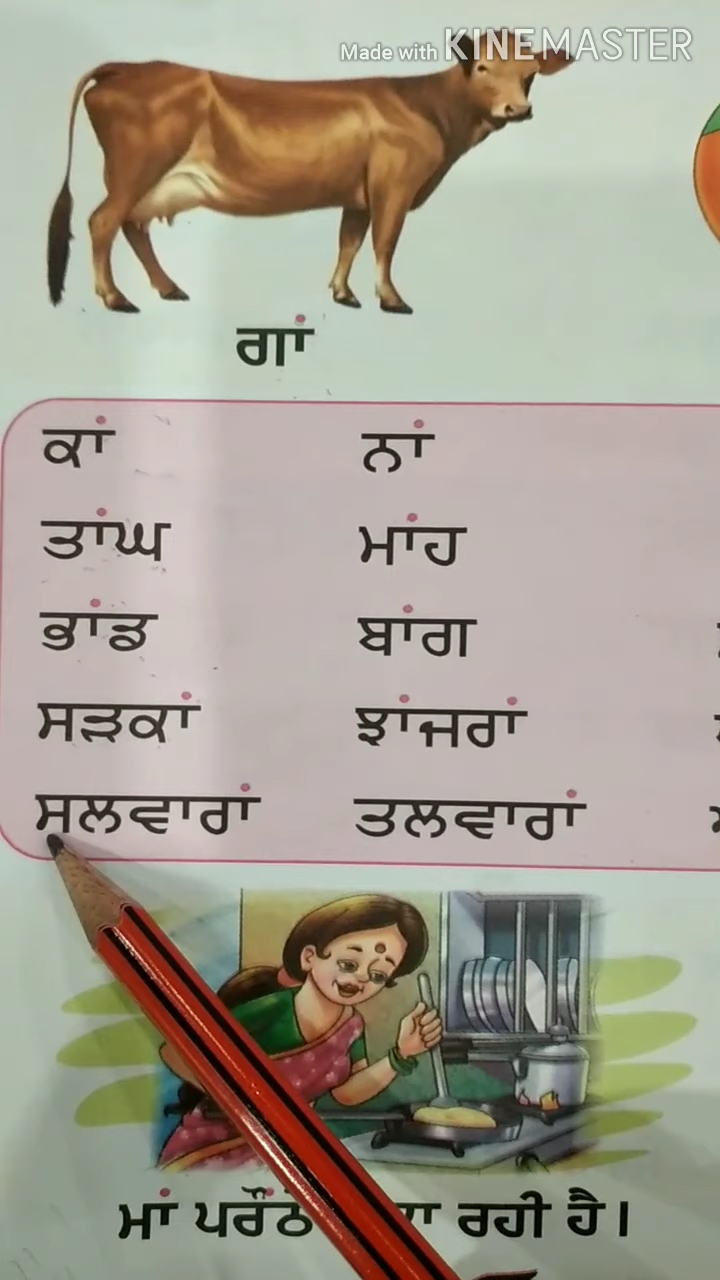 Made with KINEMASTER
ਗਾਂ
ਕਾਂ ਨਾਂ
ਤਾਂਘ ਮਾਂਹ
ਭਾਂਡ ਬਾਂਗ
ਸੜਕਾਂ ਝਾਂਜਰਾਂ
ਸਲਵਾਰਾਂ ਤਲਵਾਰਾਂ
ਮਾਂ ਪਰੌਂਠੇ ਰਹੀ ਹੈ।